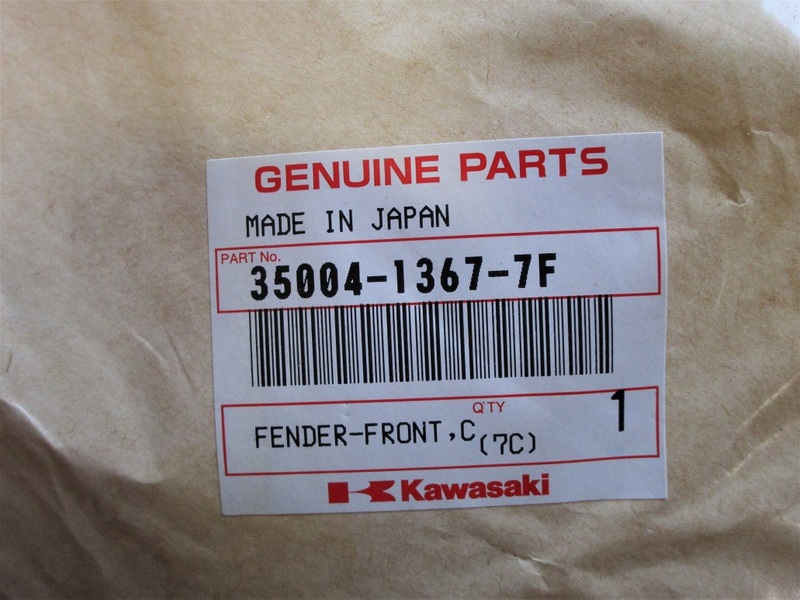 GENUINE PARTS
MADE IN JAPAN
PART No.
35004-1367-7F
Q'TY
1
FENDER-FRONT,C(7C)
Kawasaki